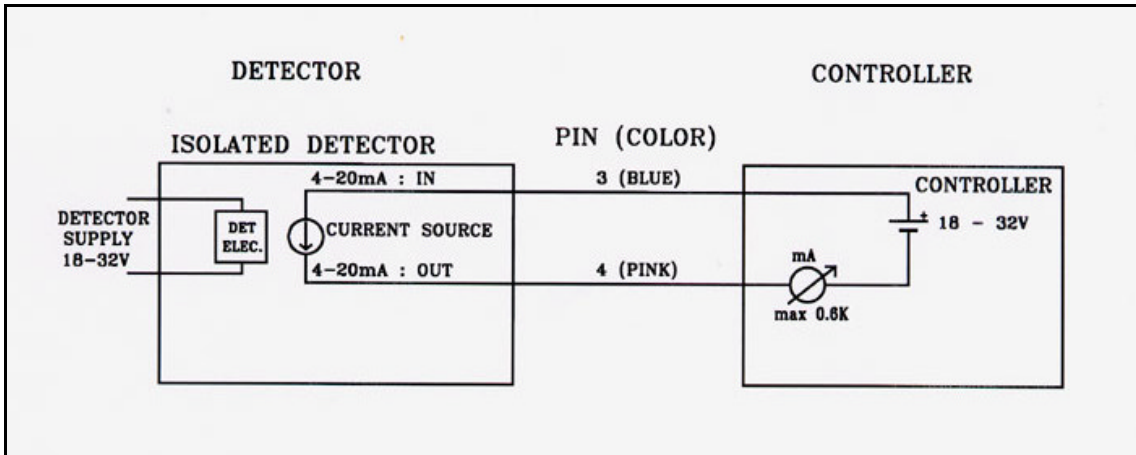 DETECTOR
CONTROLLER
ISOLATED DETECTOR
PIN (COLOR)
4-20mA : IN
3 (BLUE)
CONTROLLER
DETECTOR
SUPPLY
18-32V
DET
ELEC.
CURRENT SOURCE
+
18 - 32V
4-20mA : OUT
4 (PINK)
mA
max 0.6K